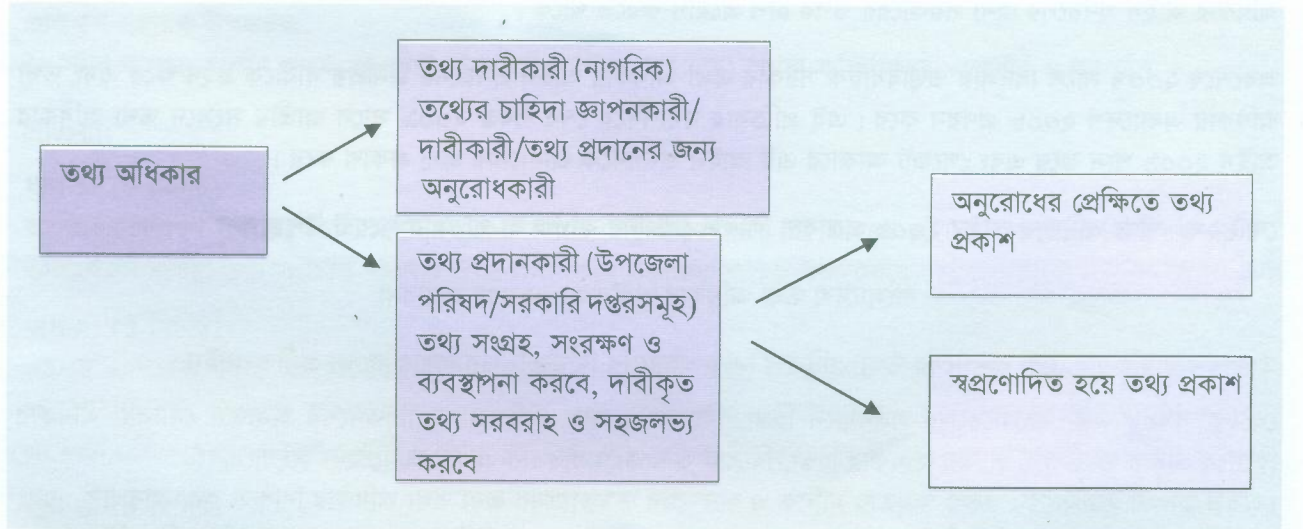 তথ্য অধিকার
তথ্য দাবীকারী (নাগরিক)
তথ্যের চাহিদা জ্ঞাপনকারী/
দাবীকারী/তথ্য প্রদানের জন্য
অনুরোধকারী
তথ্য প্রদানকারী (উপজেলা
পরিষদ/সরকারি দপ্তরসমূহ)
তথ্য সংগ্রহ, সংরক্ষণ ও
ব্যবস্থাপনা করবে, দাবীকৃত
তথ্য সরবরাহ ও সহজলভ্য
করবে
অনুরোধের প্রেক্ষিতে তথ্য
প্রকাশ
স্বপ্রণোদিত হয়ে তথ্য প্রকাশ